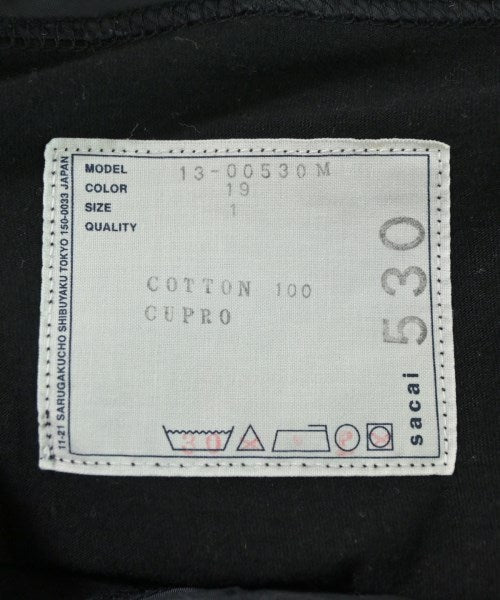 MODEL 13-00530M
COLOR 19
SIZE 1
QUALITY
COTTON 100
CUPRO
30
sacai 530
11-21 SARUGAKUCHO SHIBUYAKU TOKYO 150-0033 JAPAN